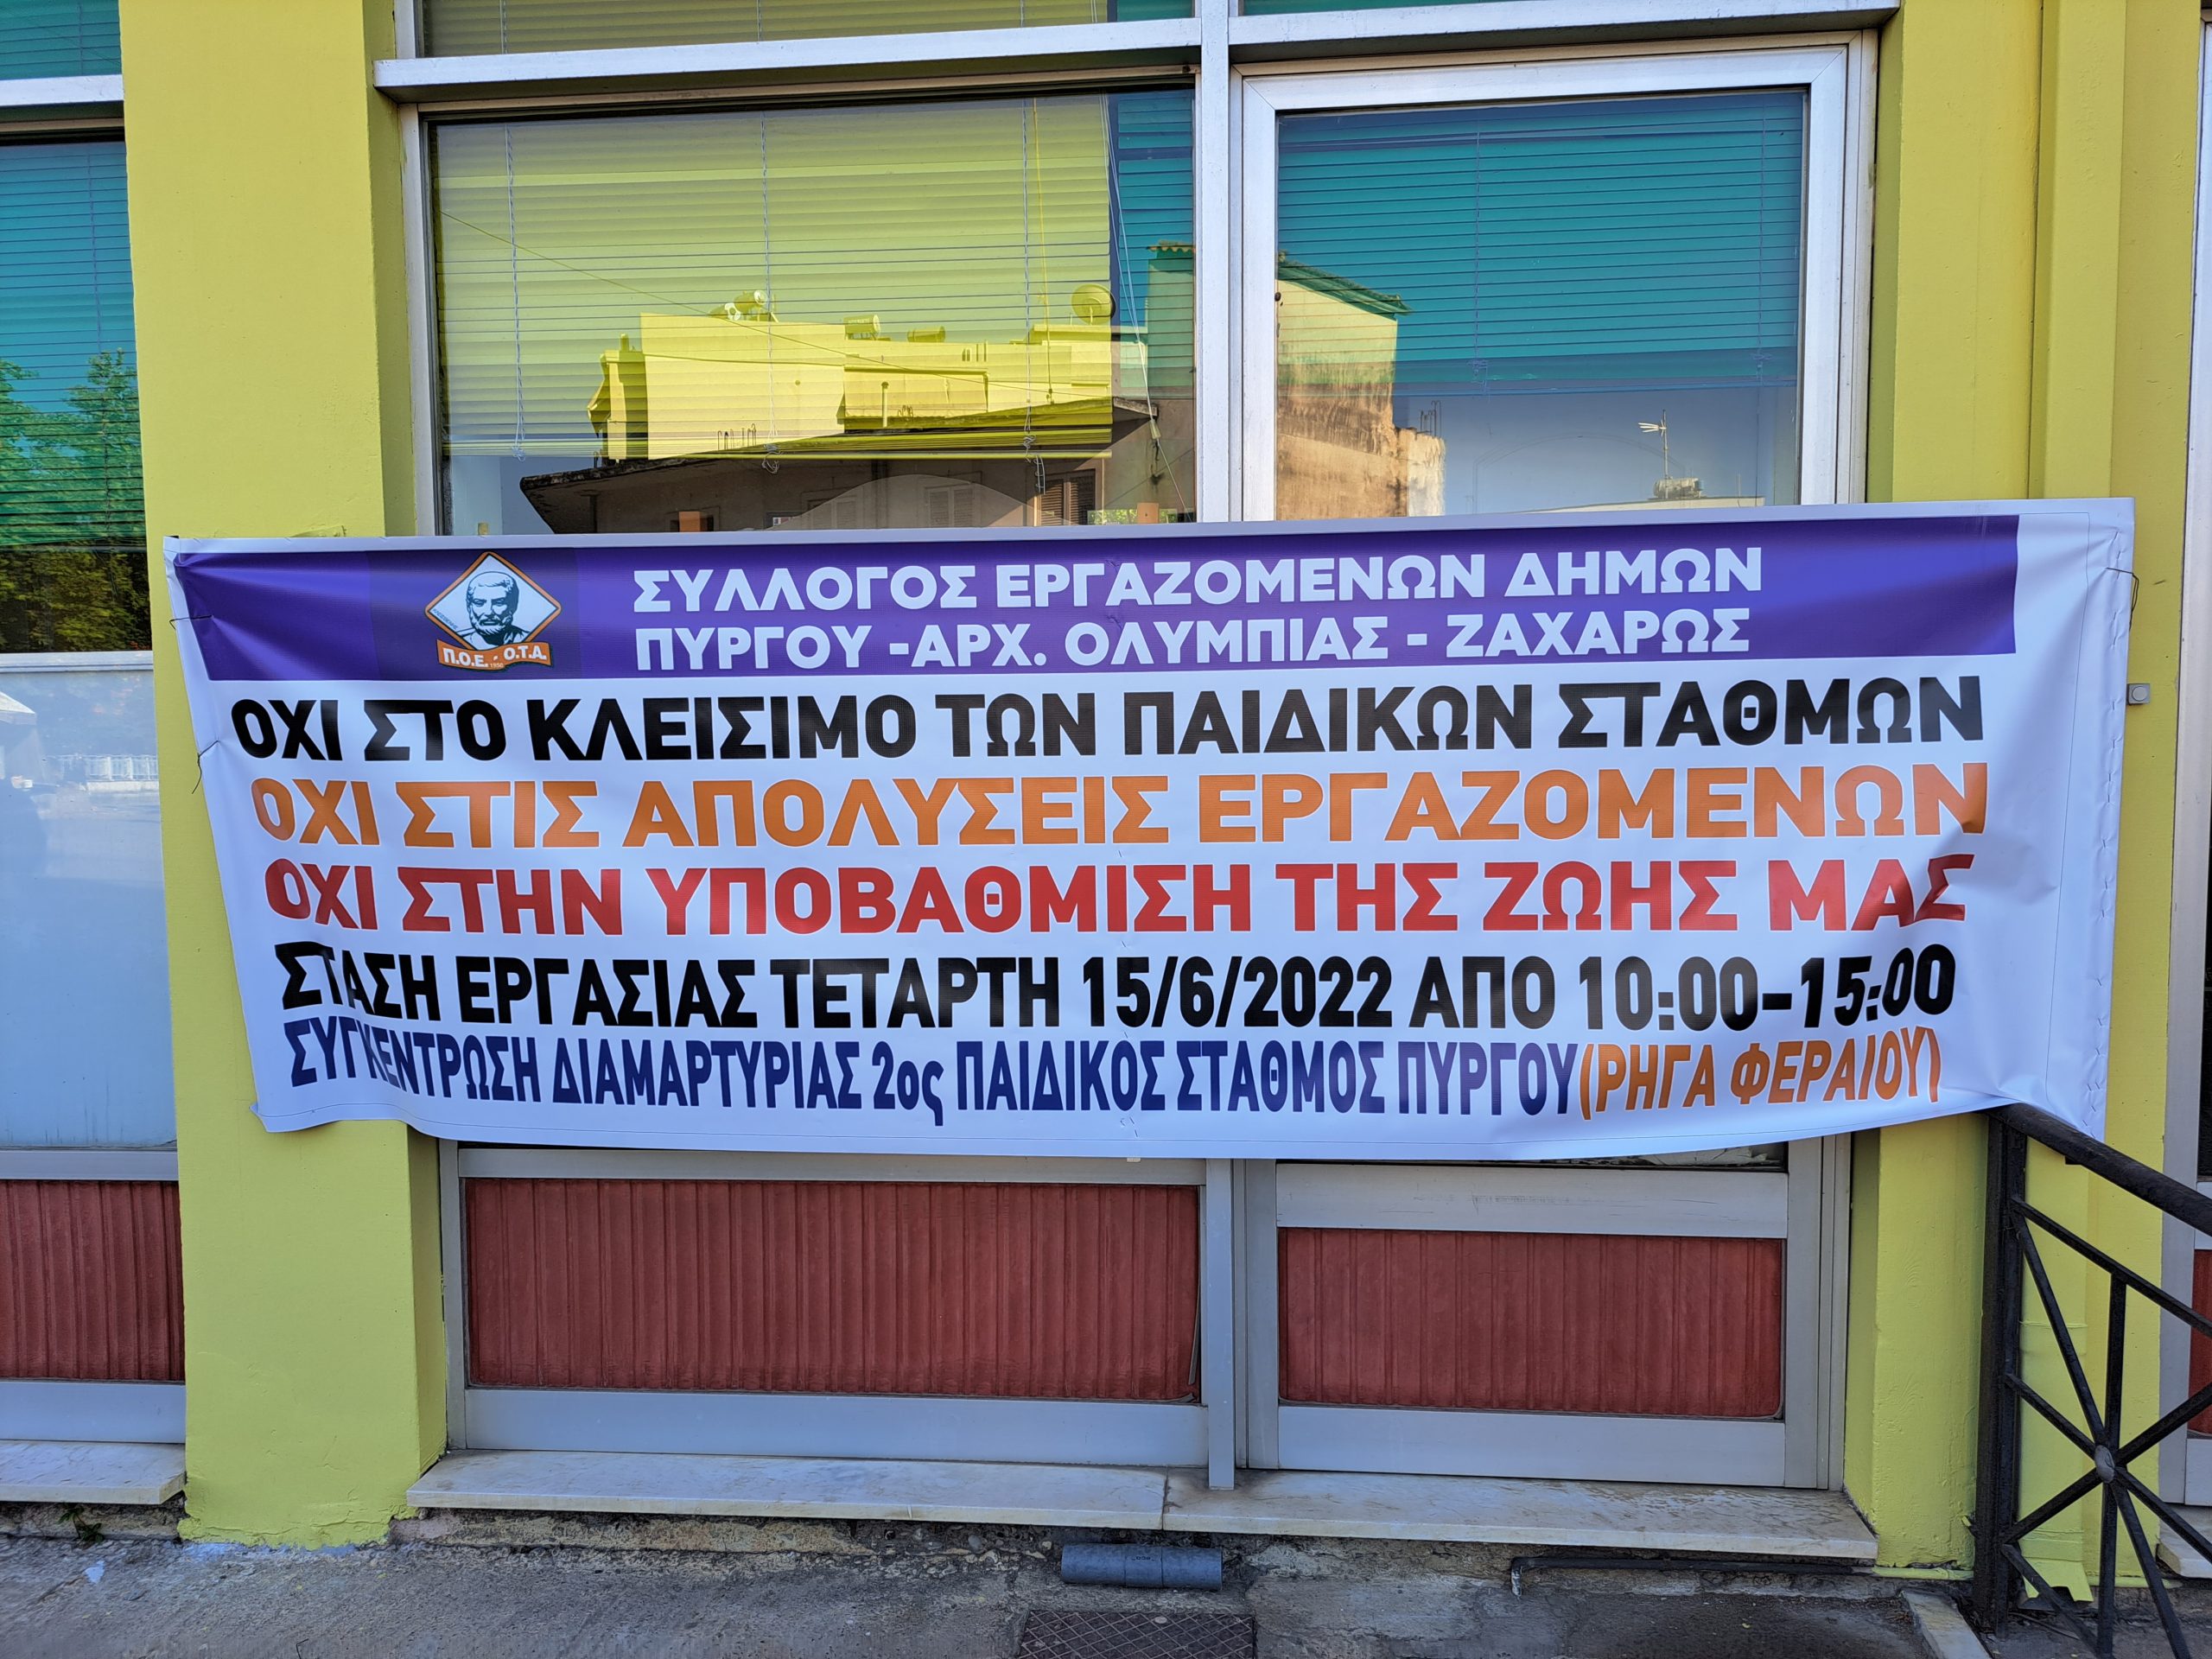 ΣΥΛΛΟΓΟΣ ΕΡΓΑΖΟΜΕΝΩΝ ΔΗΜΩΝ
ΠΥΡΓΟΥ -ΑΡΧ. ΟΛΥΜΠΙΑΣ - ΖΑΧΑΡΩΣ
Π.Ο.Ε. - Ο.Τ.Α.
ΟΧΙ ΣΤΟ ΚΛΕΙΣΙΜΟ ΤΩΝ ΠΑΙΔΙΚΩΝ ΣΤΑΘΜΩΝ
ΟΧΙ ΣΤΙΣ ΑΠΟΛΥΣΕΙΣ ΕΡΓΑΖΟΜΕΝΩΝ
ΟΧΙ ΣΤΗΝ ΥΠΟΒΑΘΜΙΣΗ ΤΗΣ ΖΩΗΣ ΜΑΣ
ΣΤΑΣΗ ΕΡΓΑΣΙΑΣ ΤΕΤΑΡΤΗ 15/6/2022 ΑΠΟ 10:00-15:00
ΣΥΓΚΕΝΤΡΩΣΗ ΔΙΑΜΑΡΤΥΡΙΑΣ 2ος ΠΑΙΔΙΚΟΣ ΣΤΑΘΜΟΣ ΠΥΡΓΟΥ(ΡΗΓΑ ΦΕΡΑΙΟΥ)